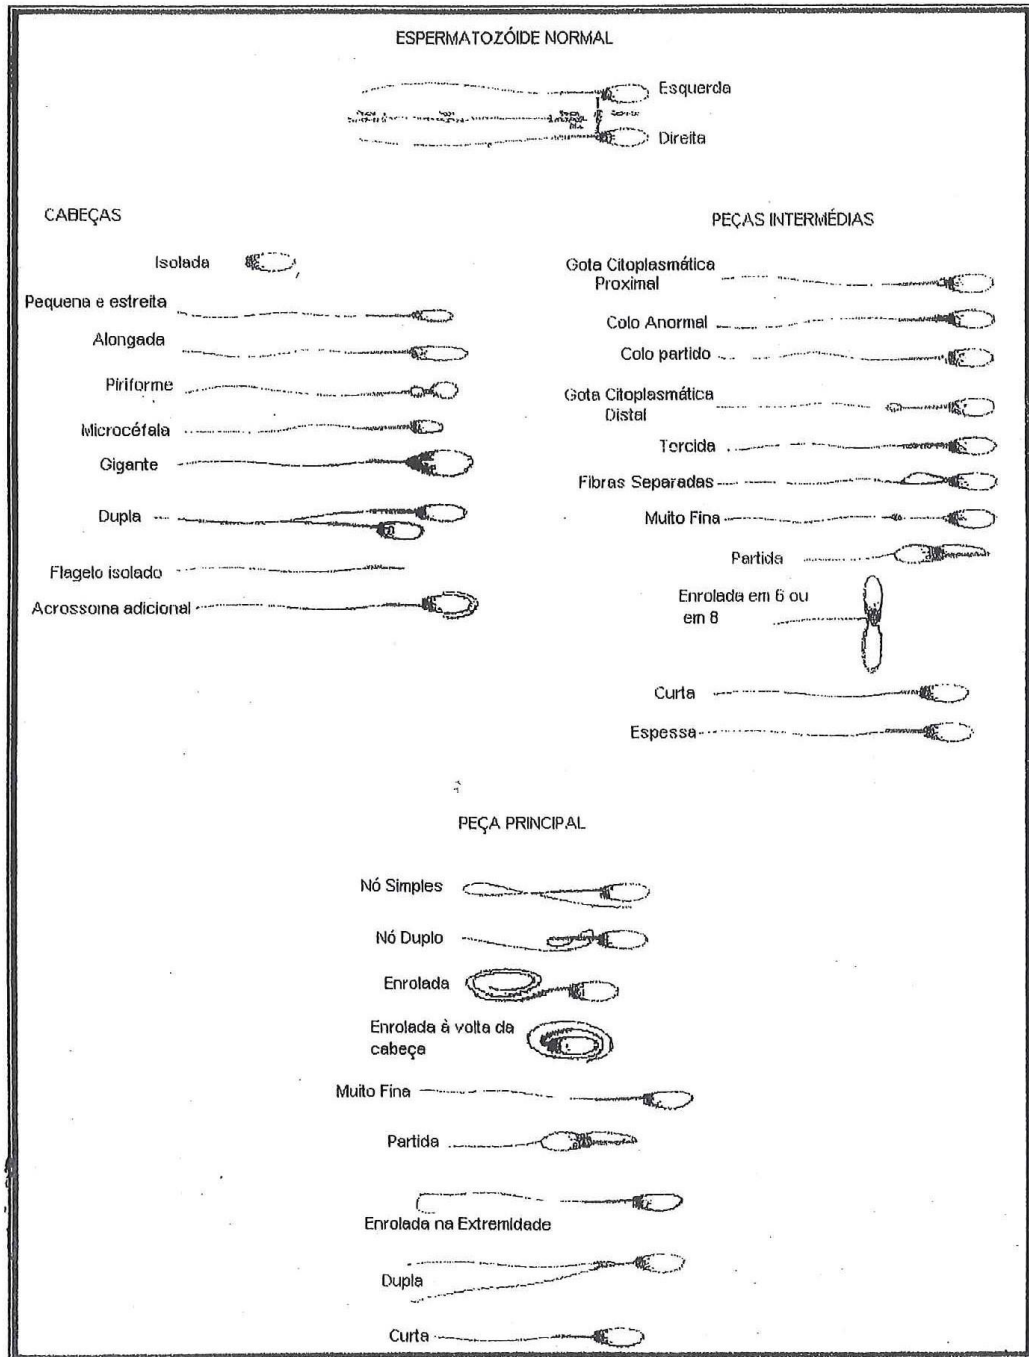 ESPERMATOZÓIDE NORMAL
Esquerda
Direita
CABEÇAS
Isolada
Pequena e estreita
Alongada
Piriforme
Microcéfala
Gigante
Dupla
Flagelo isolado
Acrossoma adicional
PEÇAS INTERMÉDIAS
Gota Citoplasmática
Proximal
Colo Anormal
Colo partido
Gota Citoplasmática
Distal
Torcida
Fibras Separadas
Muito Fina
Partida
Enrolada em 6 ou
em 8
Curta
Espessa
PEÇA PRINCIPAL
Nó Simples
Nó Duplo
Enrolada
Enrolada à volta da
cabeça
Muito Fina
Partida
Enrolada na Extremidade
Dupla
Curta